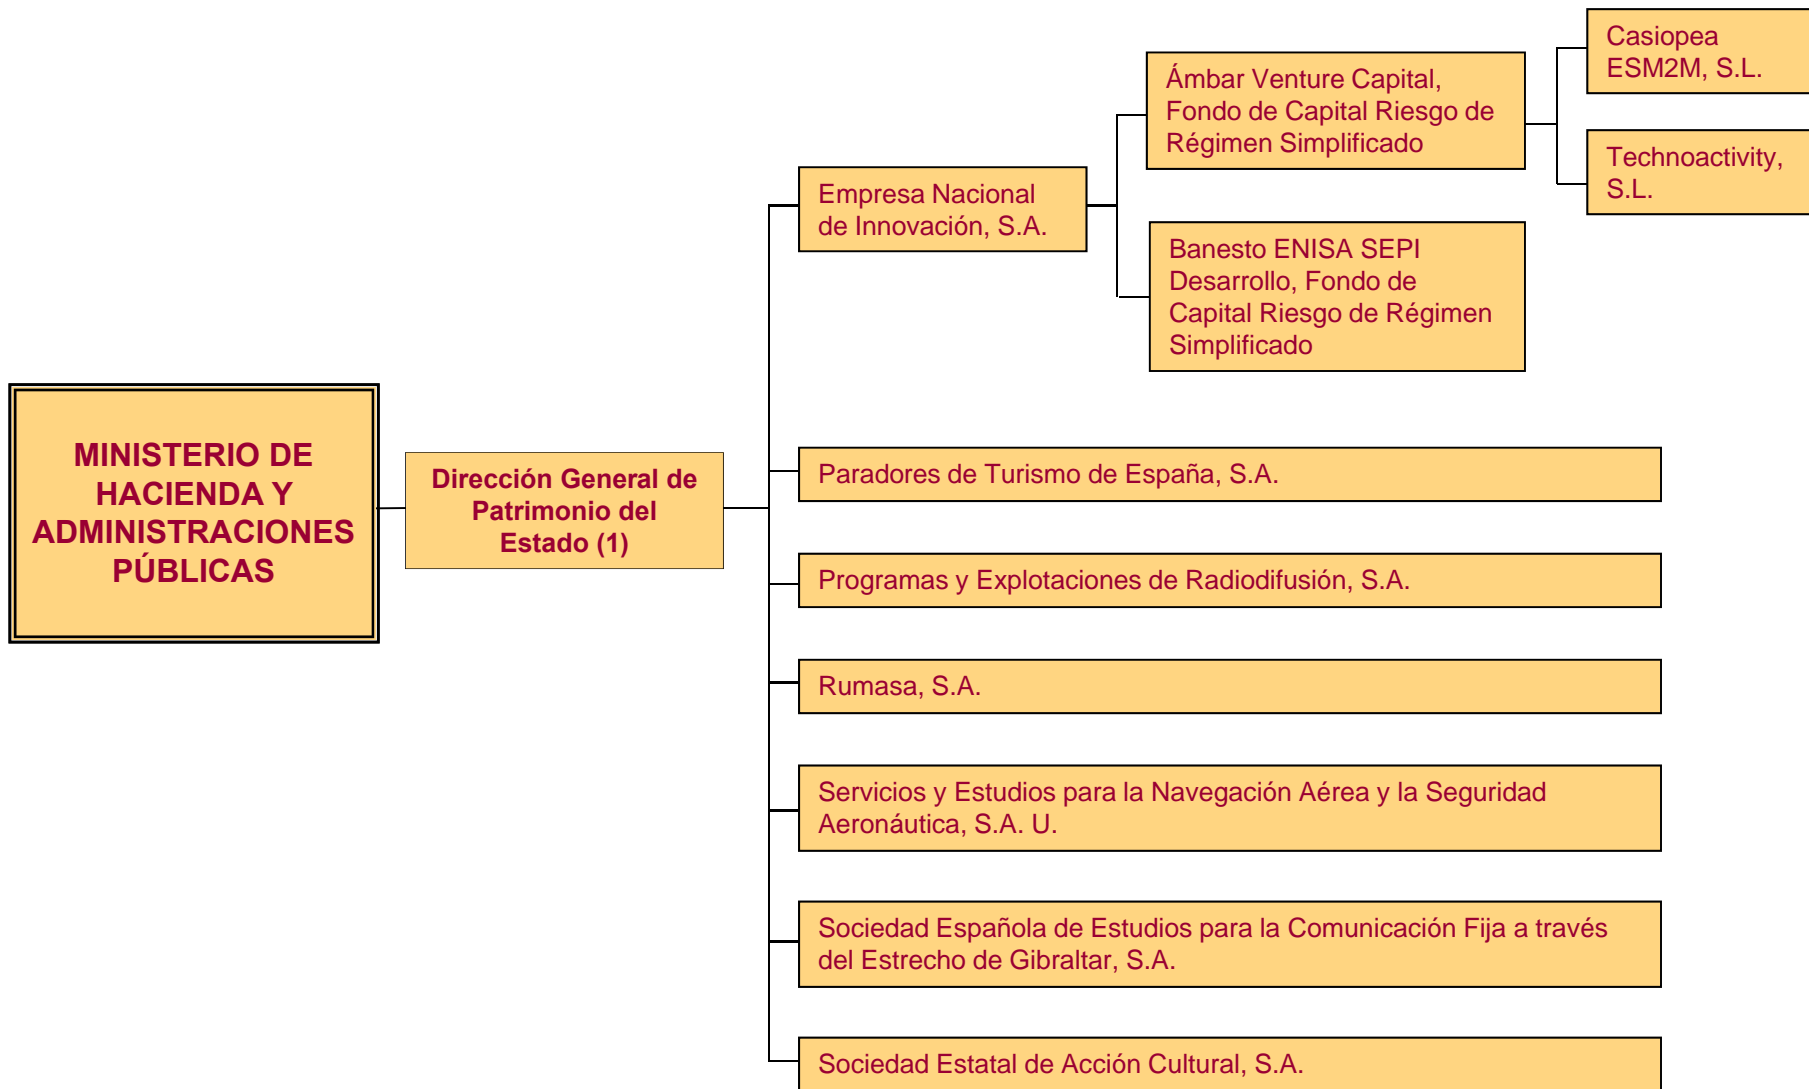 Casiopea
ESM2M, S.L.
Ámbar Venture Capital,
Fondo de Capital Riesgo de
Régimen Simplificado
Technoactivity,
S.L.
Empresa Nacional
de Innovación, S.A.
Banesto ENISA SEPI
Desarrollo, Fondo de
Capital Riesgo de Régimen
Simplificado
MINISTERIO DE
HACIENDA Y
ADMINISTRACIONES
PÚBLICAS
Dirección General de
Patrimonio del
Estado (1)
Paradores de Turismo de España, S.A.
Programas y Explotaciones de Radiodifusión, S.A.
Rumasa, S.A.
Servicios y Estudios para la Navegación Aérea y la Seguridad
Aeronáutica, S.A. U.
Sociedad Española de Estudios para la Comunicación Fija a través
del Estrecho de Gibraltar, S.A.
Sociedad Estatal de Acción Cultural, S.A.